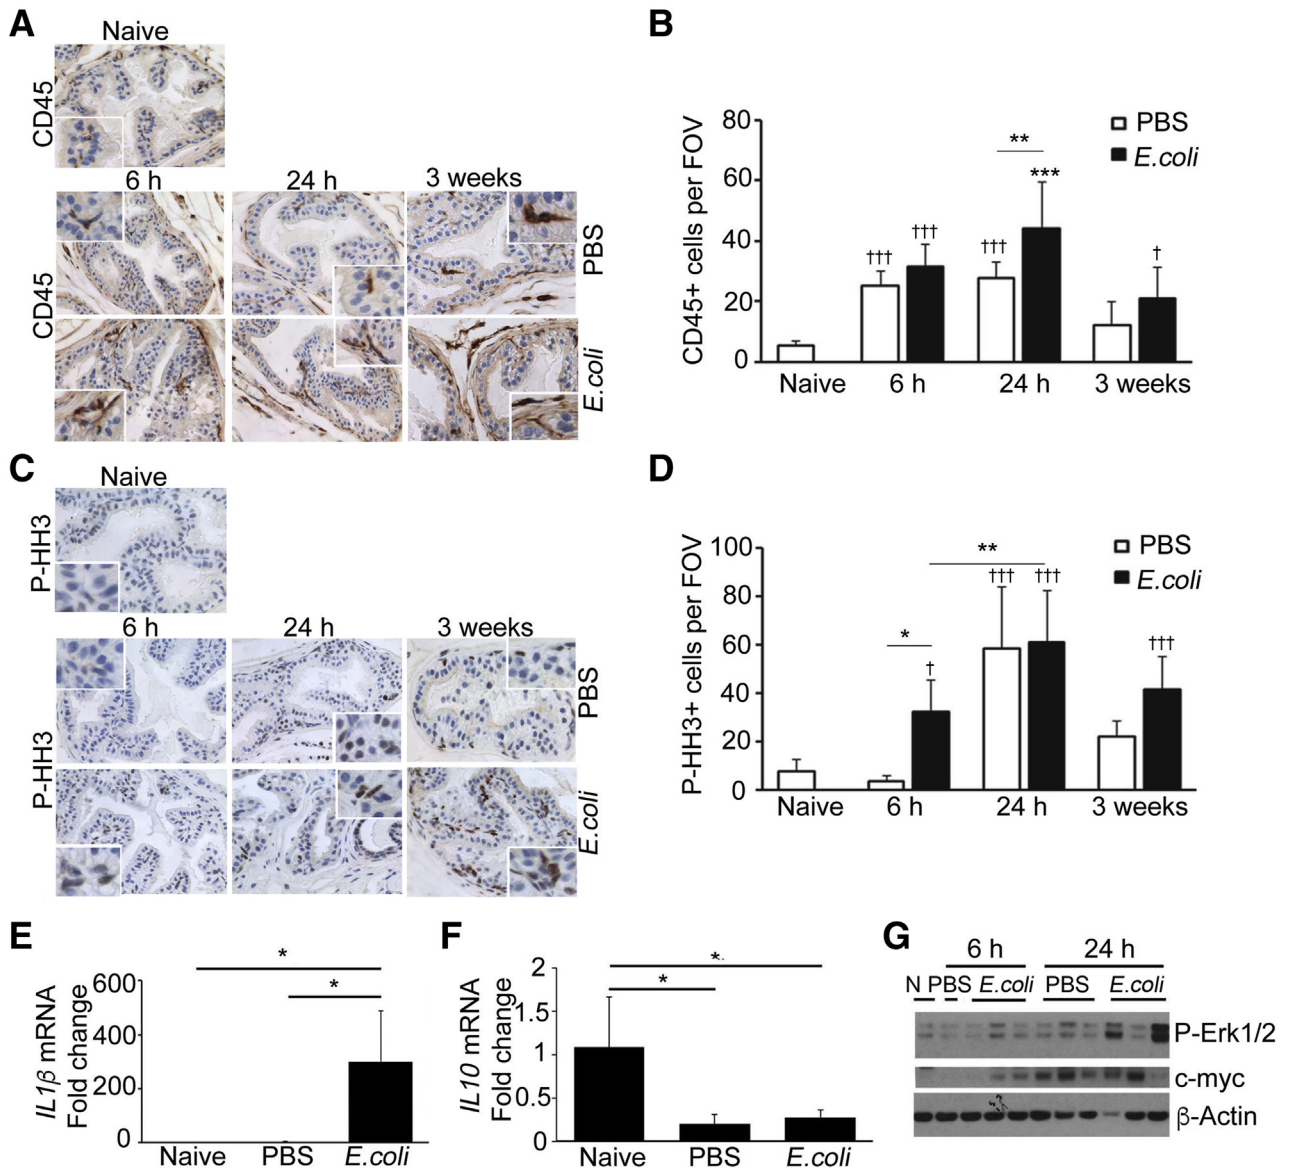 A
Naive
CD45
6 h
24 h
3 weeks
CD45
PBS
E.coli
B
CD45+ cells per FOV
80
60
40
20
0
PBS
E.coli
**
***
†††
†††
†††
†
Naive
6 h
24 h
3 weeks
C
Naive
P-HH3
6 h
24 h
3 weeks
P-HH3
PBS
E.coli
D
P-HH3+ cells per FOV
100
80
60
40
20
0
PBS
E.coli
**
†††
†††
*
†
†††
Naive
6 h
24 h
3 weeks
E
IL1β mRNA
Fold change
600
400
200
0
*
*
Naive
PBS
E.coli
F
IL10 mRNA
Fold change
2
1.5
1
0.5
0
*.
*
Naive
PBS
E.coli
G
6 h
24 h
N PBS E.coli PBS E.coli
P-Erk1/2
c-myc
β-Actin